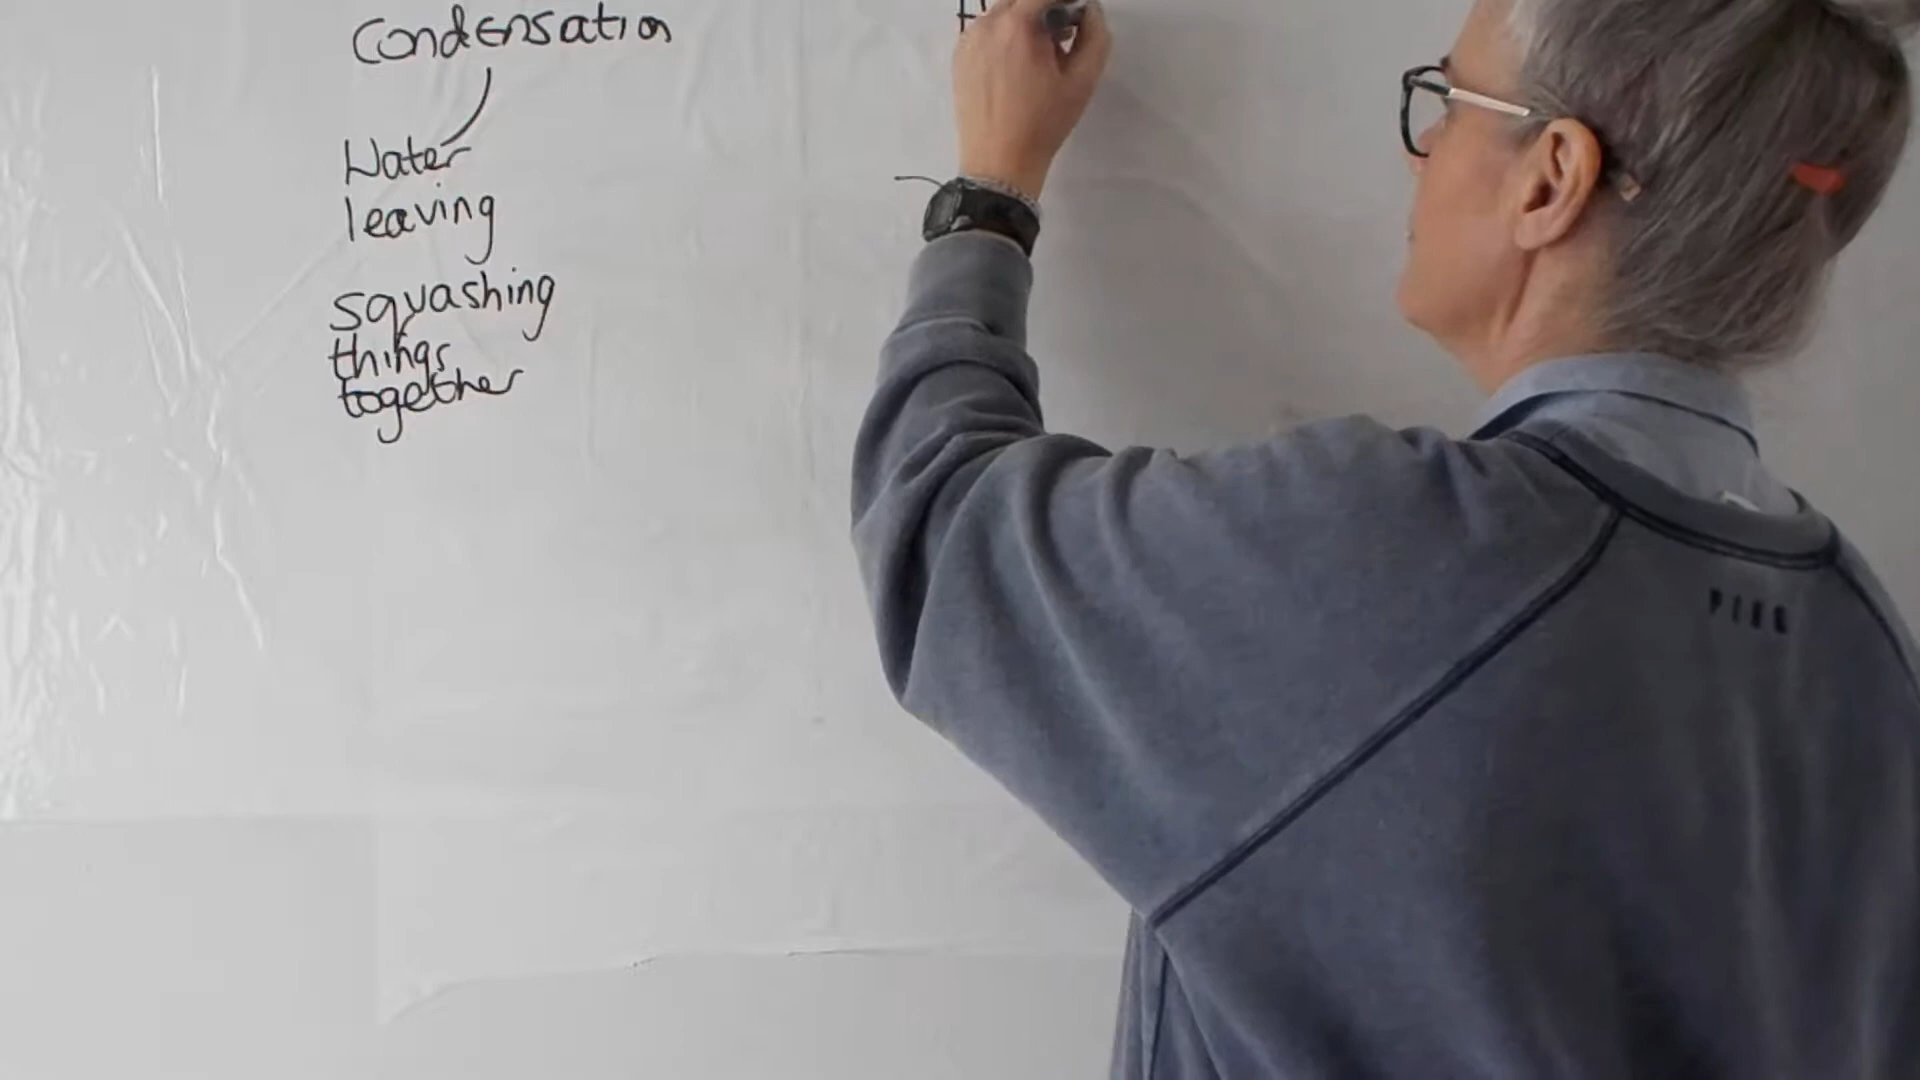 Condensation
Water
leaving
squashing
things
together